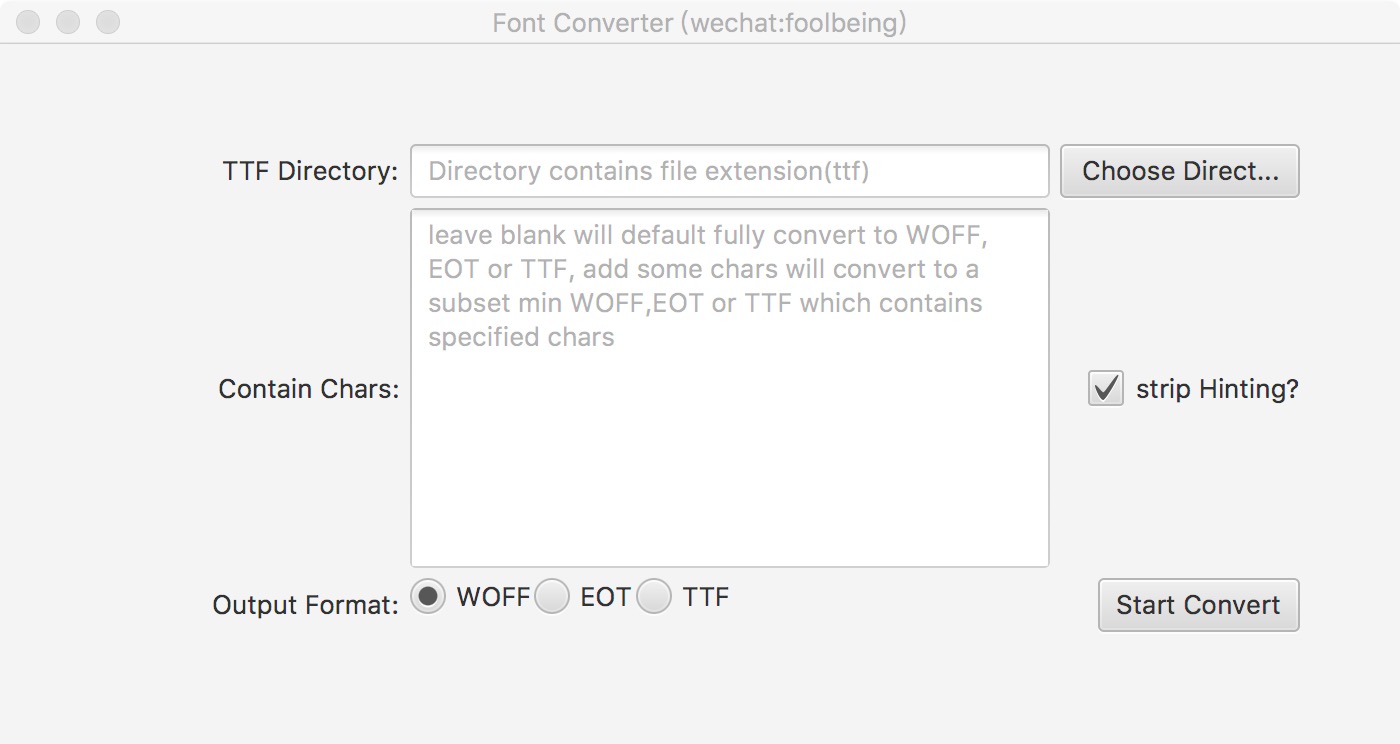 Font Converter (wechat:foolbeing)
TTF Directory: Directory contains file extension(ttf) Choose Direct...
leave blank will default fully convert to WOFF,
EOT or TTF, add some chars will convert to a
subset min WOFF,EOT or TTF which contains
specified chars
Contain Chars: strip Hinting?
Output Format: WOFF EOT TTF Start Convert